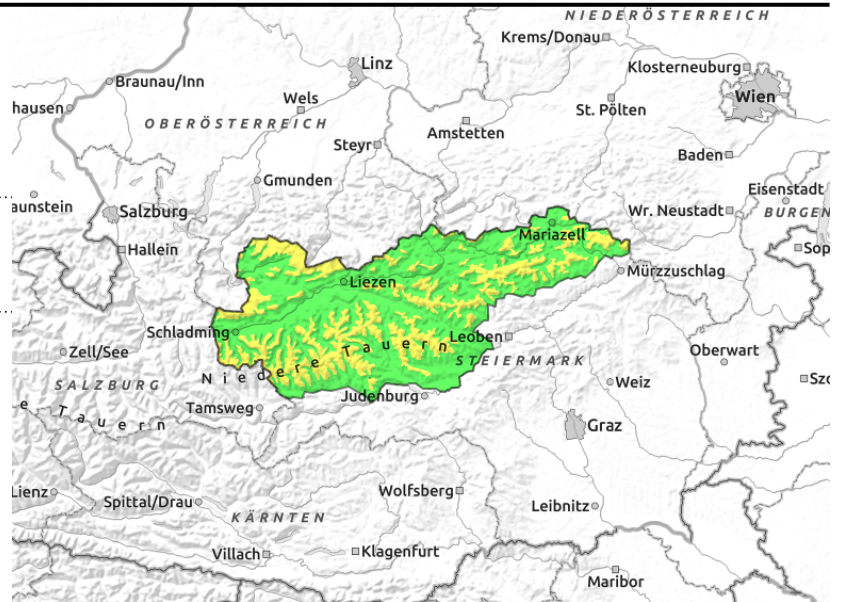 NIEDERÖSTERREICH
Krems/Donau
Linz
Klosterneuburg
Braunau/Inn
Wien
Wels
hausen
St. Pölten
OBERÖSTERREICH
Amstetten
Steyr
Baden
Gmunden
Eisenstadt
aunstein
Salzburg
Wr. Neustadt
BURGEN
Mariazell
Hallein
Sop
Mürzzuschlag
Liezen
Schladming
Leoben
Zell/See
Niedere Tauern
STEIERMARK
Oberwart
SALZBURG
Weiz
Szo
Judenburg
Tamsweg
e Tauern
Graz
Lienz
Wolfsberg
Spittal/Drau
Leibnitz
KÄRNTEN
Villach
Klagenfurt
Maribor